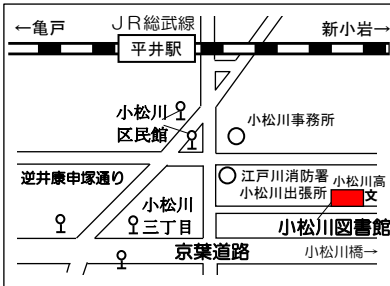 ←亀戸
JR総武線
新小岩→
平井駅
小松川
区民館
小松川事務所
逆井庚申塚通り
江戸川消防署
小松川出張所
小松川高
文
小松川
三丁目
小松川図書館
京葉道路
小松川橋→